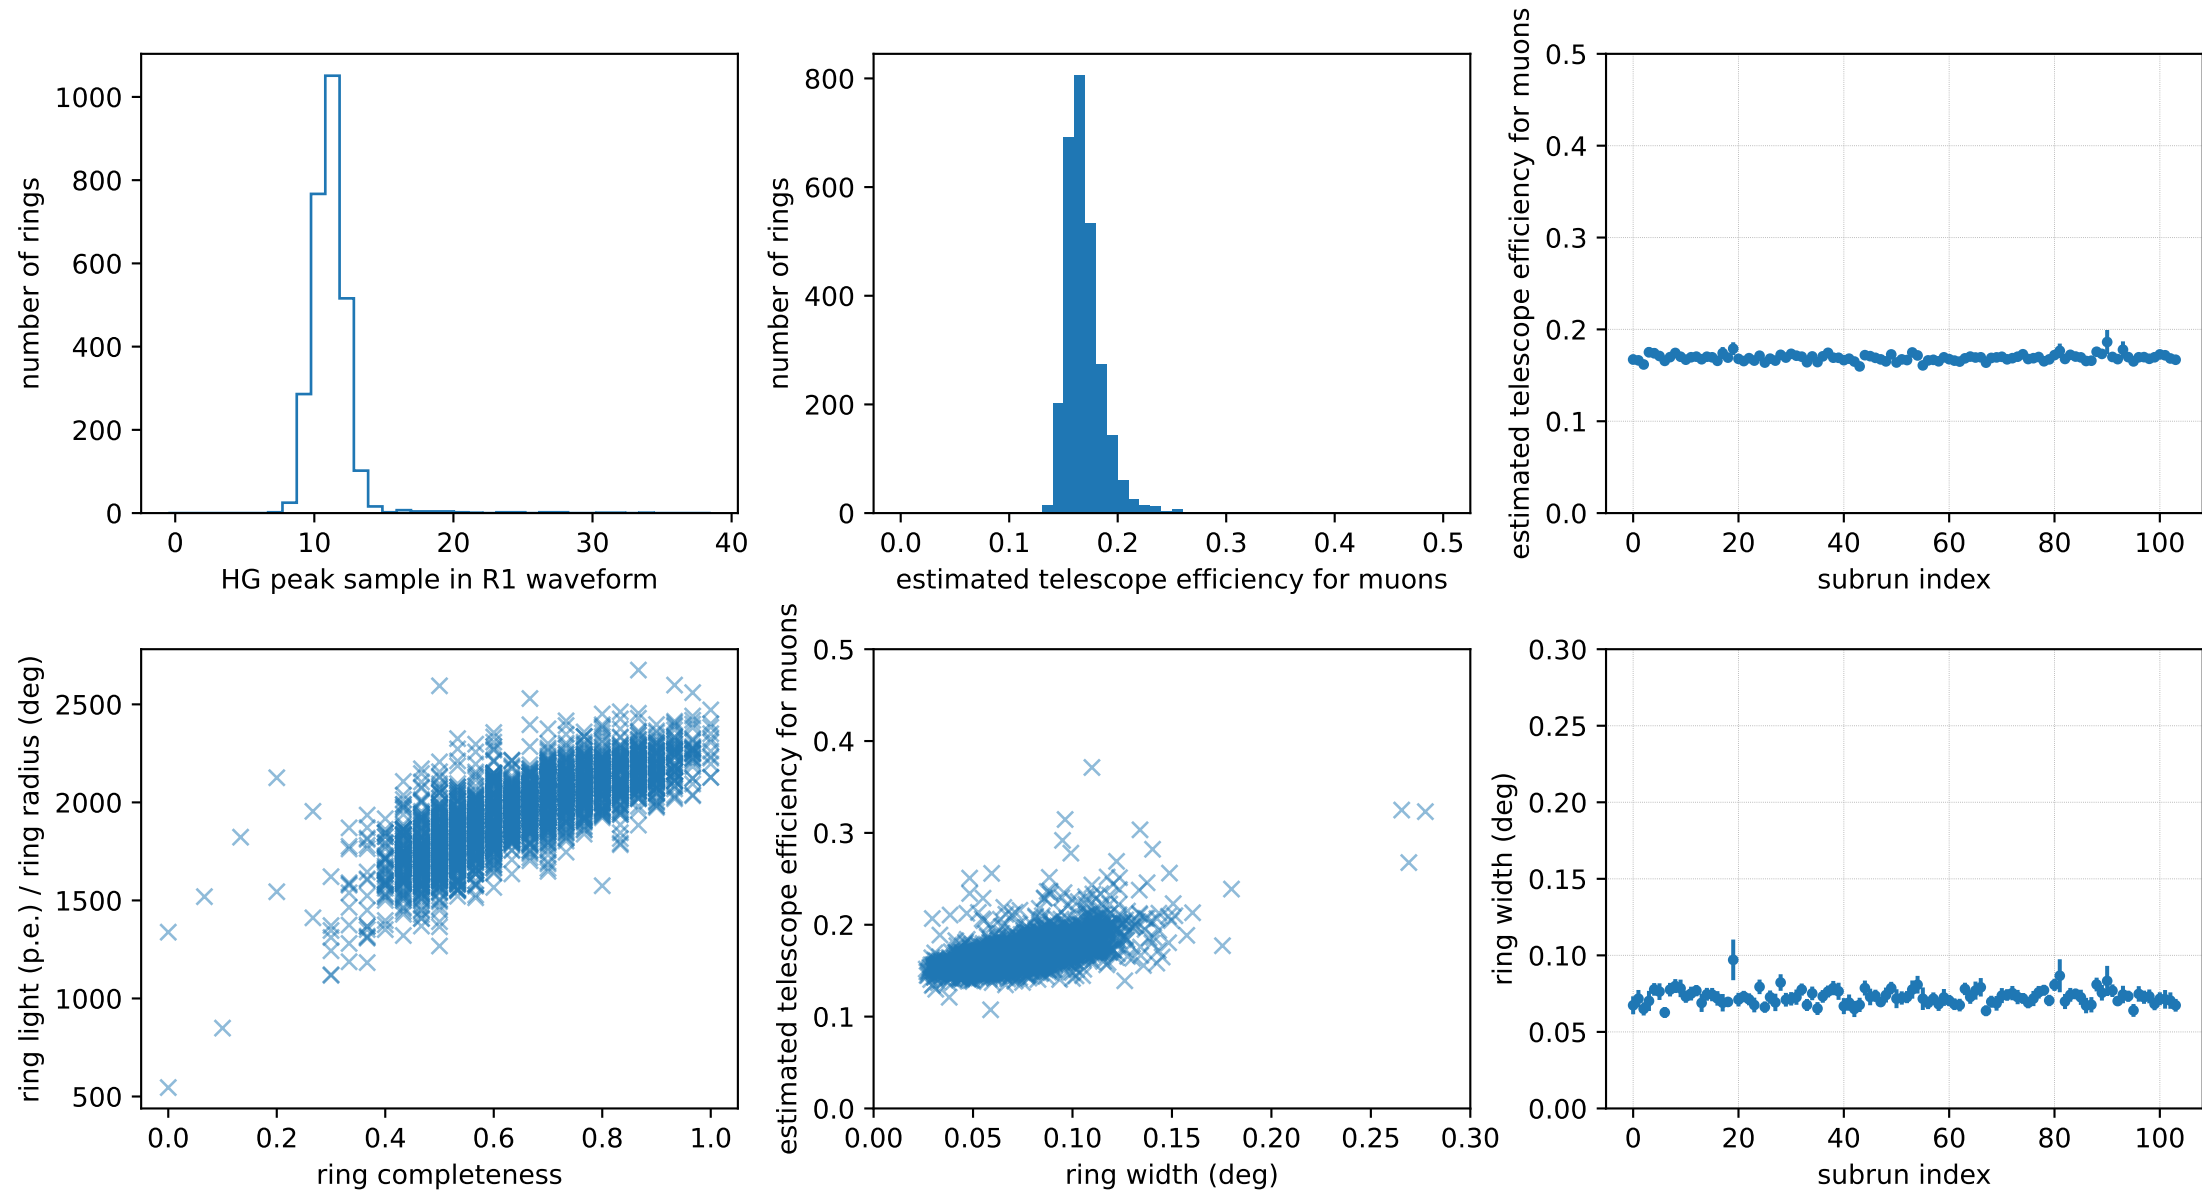 1000
800
600
400
200
0
number of rings
0 10 20 30 40
HG peak sample in R1 waveform
800
600
400
200
0
number of rings
0.0 0.1 0.2 0.3 0.4 0.5
estimated telescope efficiency for muons
0.5
0.4
0.3
0.2
0.1
0.0
estimated telescope efficiency for muons
0 20 40 60 80 100
subrun index
2500
2000
1500
1000
500
ring light (p.e.) / ring radius (deg)
0.0 0.2 0.4 0.6 0.8 1.0
ring completeness
0.5
0.4
0.3
0.2
0.1
0.0
estimated telescope efficiency for muons
0.00 0.05 0.10 0.15 0.20 0.25 0.30
ring width (deg)
0.30
0.25
0.20
0.15
0.10
0.05
0.00
ring width (deg)
0 20 40 60 80 100
subrun index